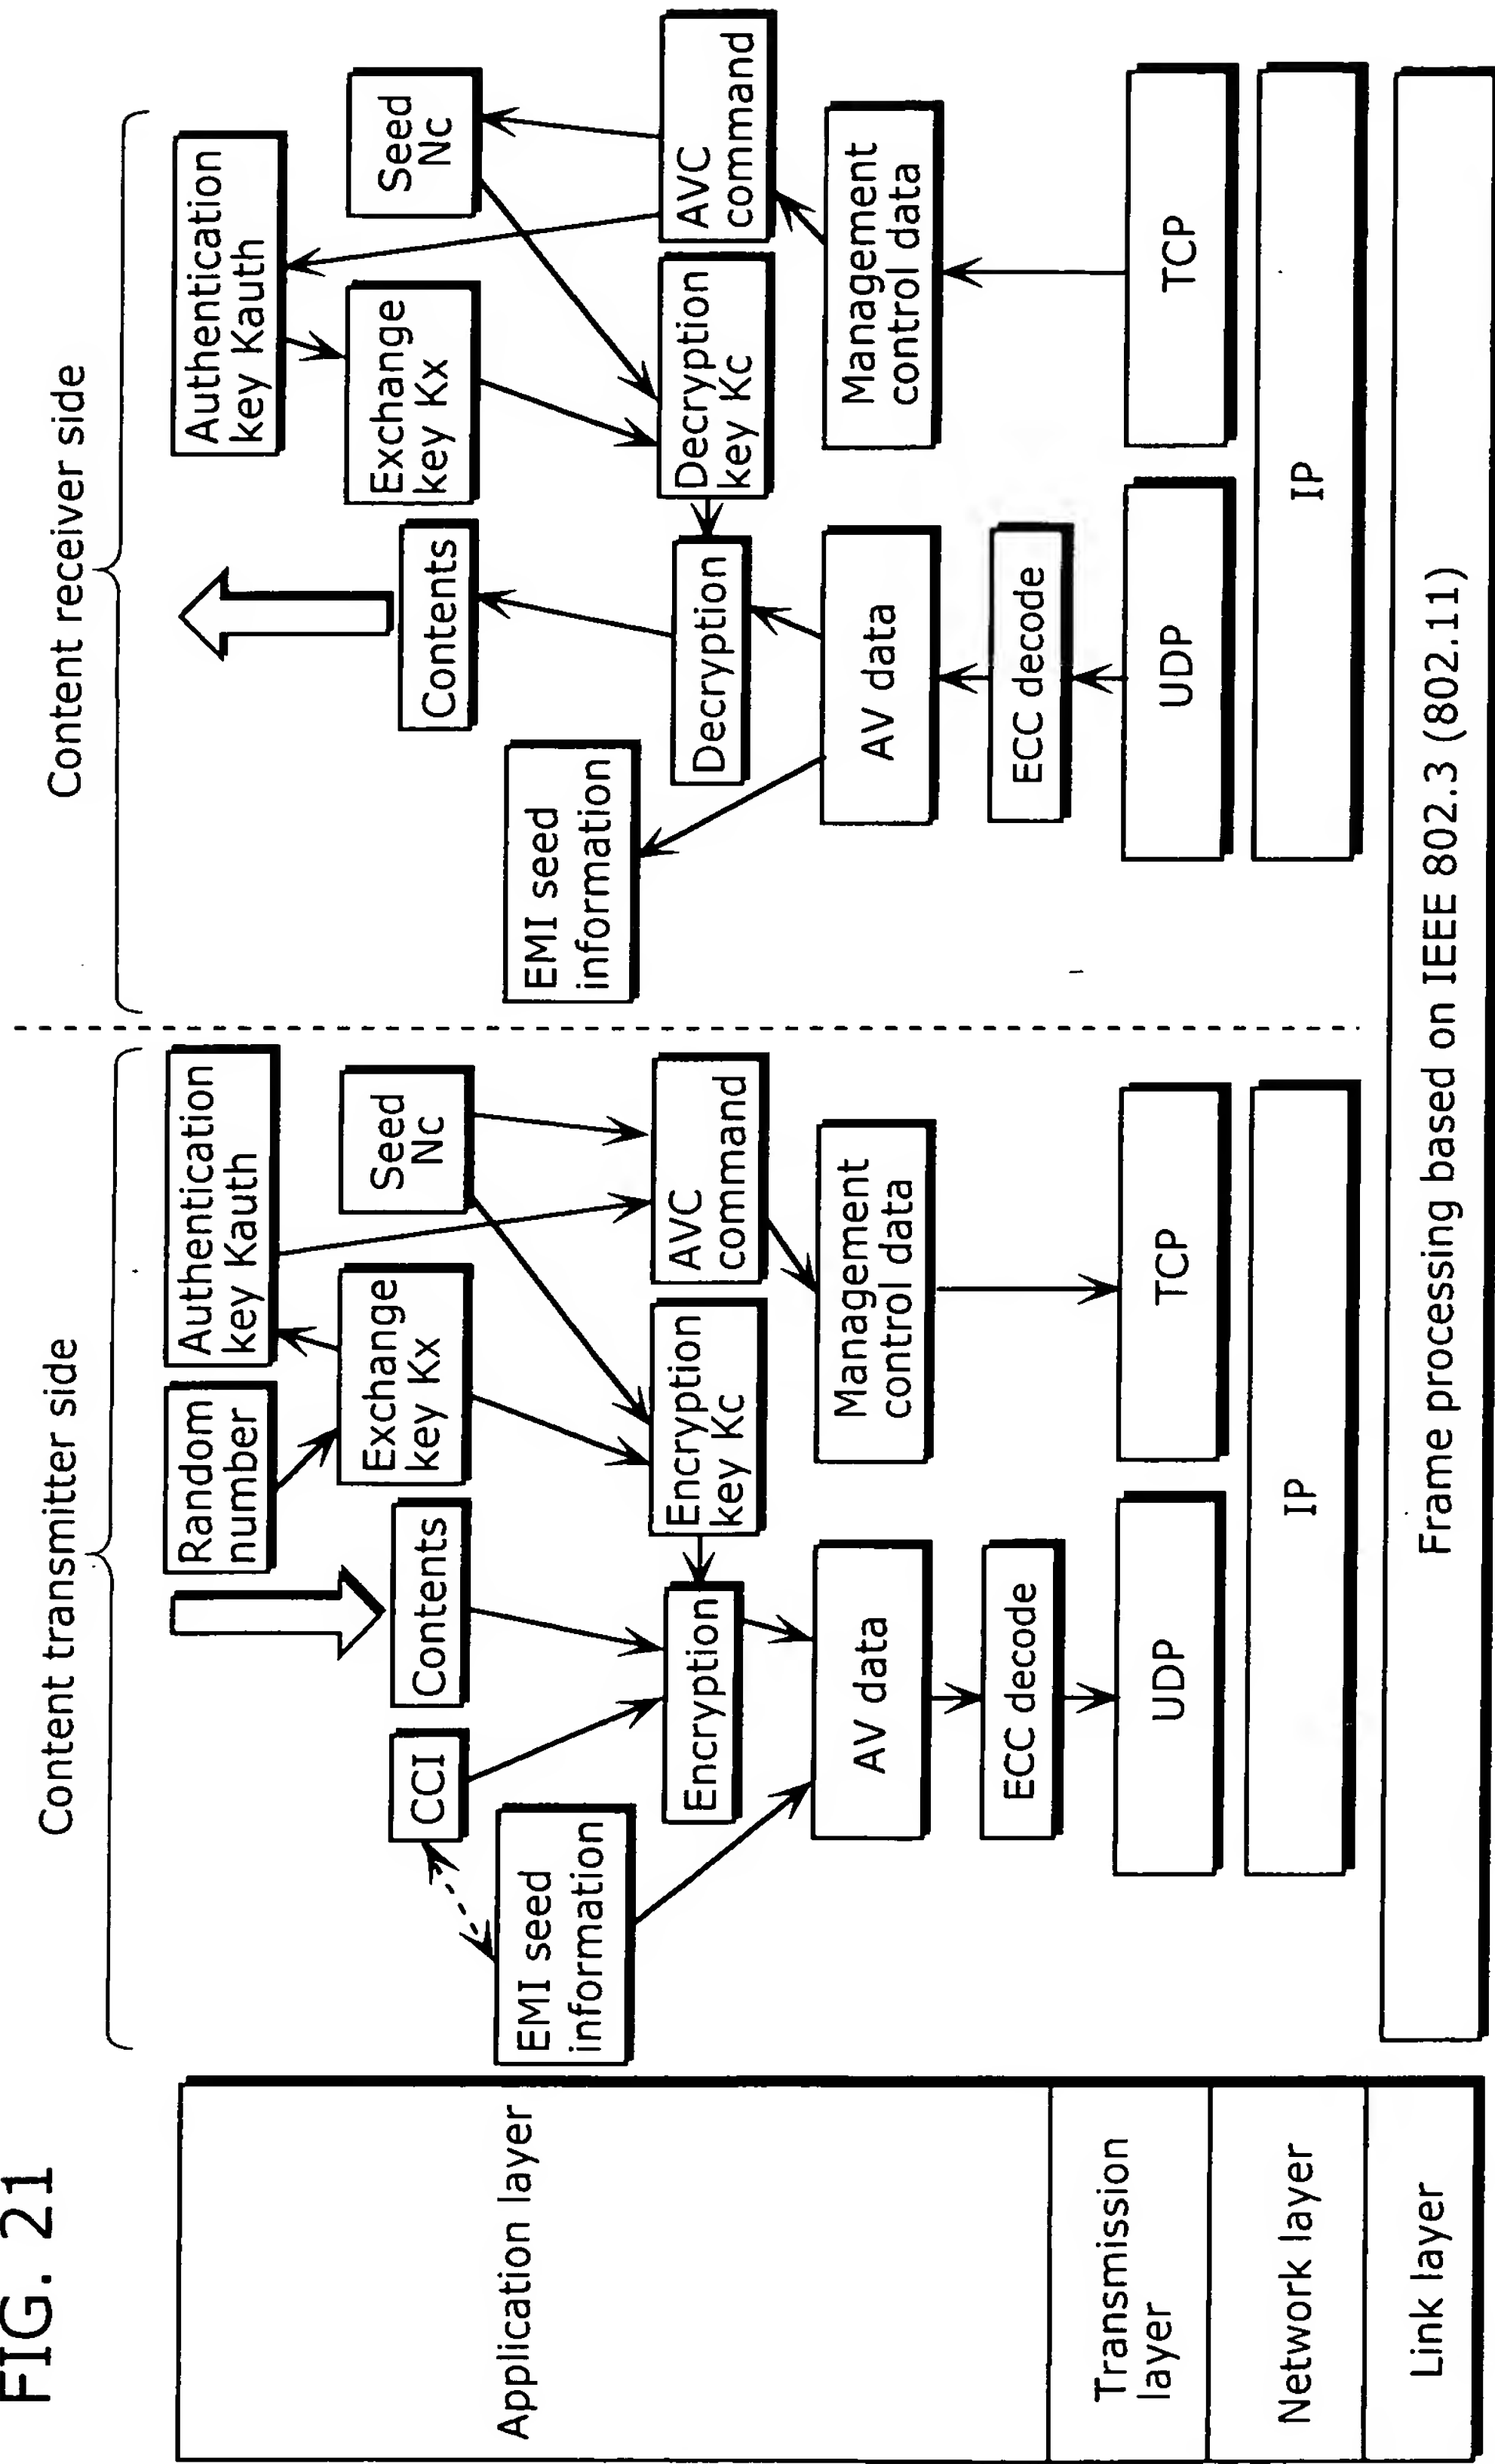 FIG. 21
Content transmitter side
Content receiver side
Application layer
Transmission
layer
Network layer
Link layer
Random
number
Authentication
key Kauth
CCI
Contents
Exchange
key Kx
Seed
Nc
EMI seed
information
Encryption
Encryption
key Kc
AVC
command
AV data
Management
control data
ECC decode
UDP
TCP
IP
Authentication
key Kauth
Contents
Exchange
key Kx
Seed
Nc
EMI seed
information
Decryption
Decryption
key Kc
AVC
command
AV data
Management
control data
ECC decode
UDP
TCP
IP
Frame processing based on IEEE 802.3 (802.11)